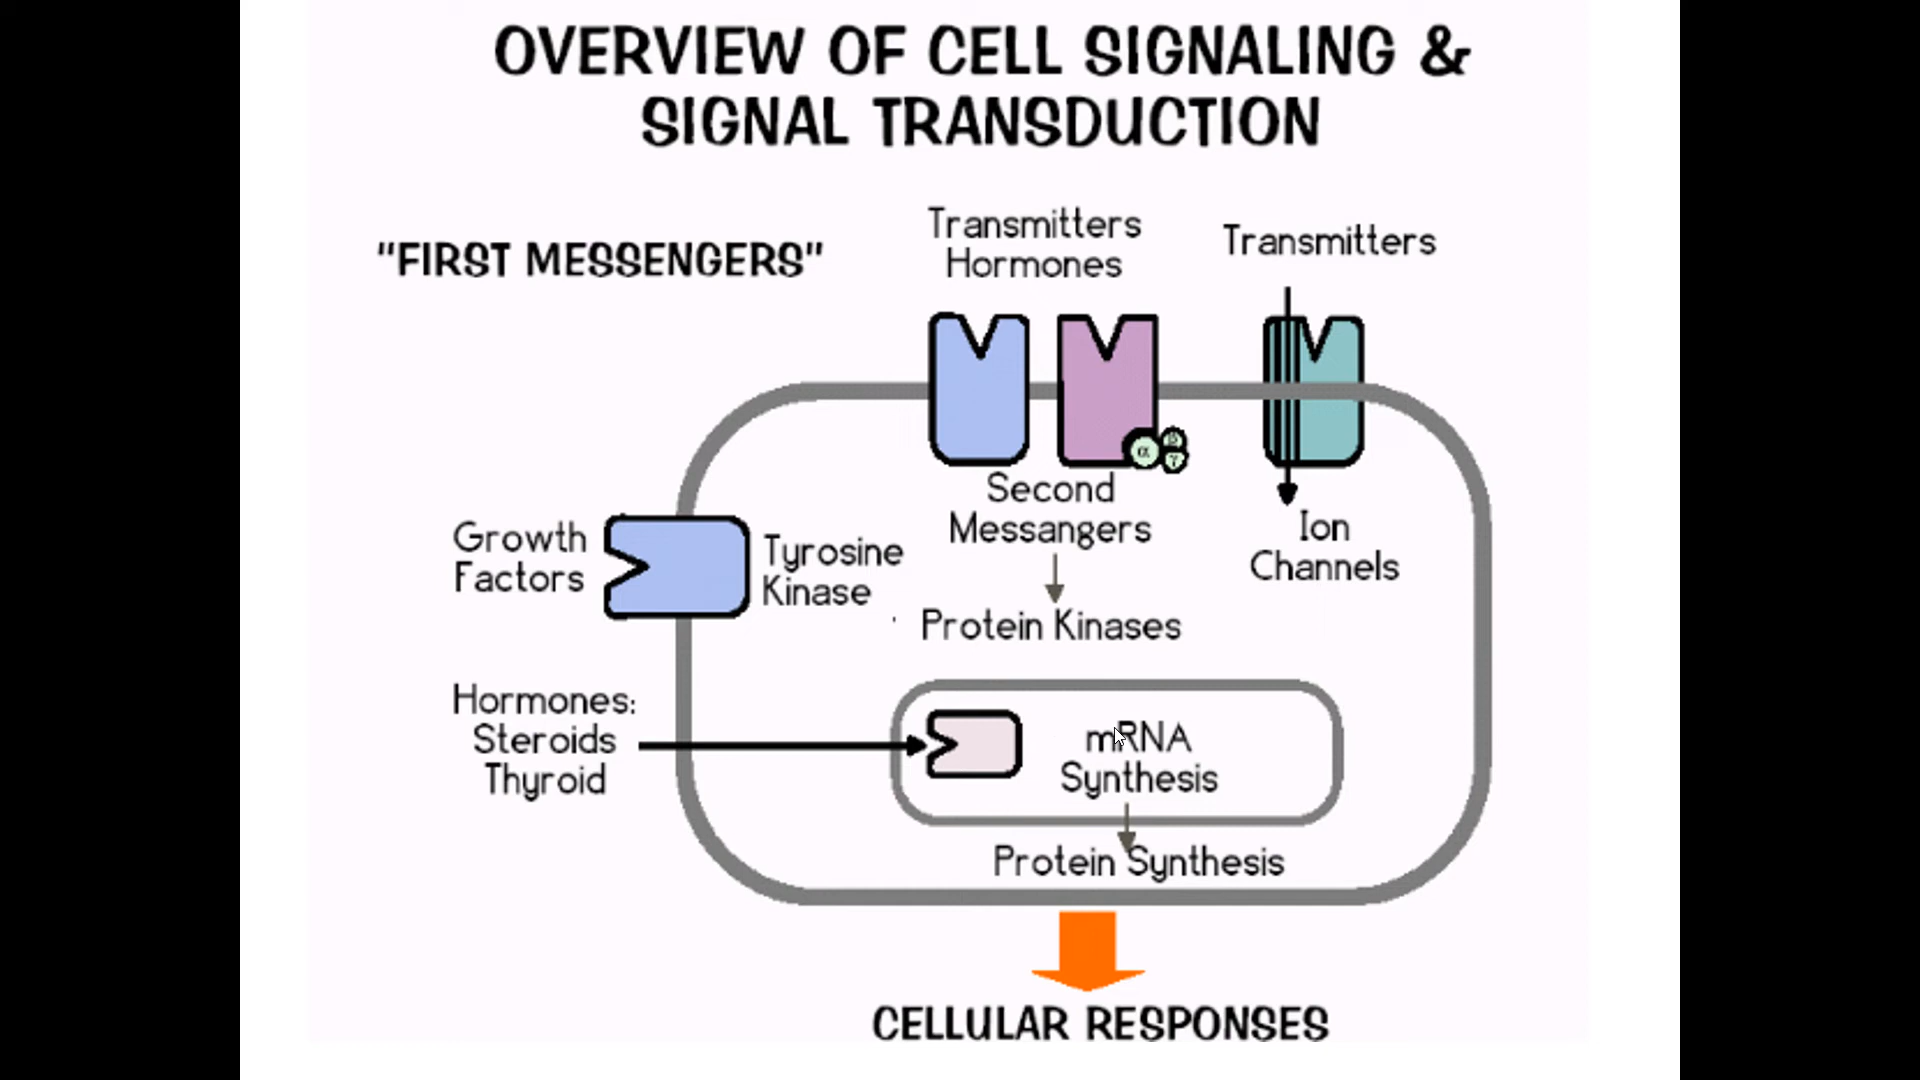 OVERVIEW OF CELL SIGNALING &
SIGNAL TRANSDUCTION
"FIRST MESSENGERS"
Transmitters
Hormones
Transmitters
α
β
γ
Second
Messangers
Ion
Channels
Growth
Factors
Tyrosine
Kinase
Protein Kinases
Hormones:
Steroids
Thyroid
mRNA
Synthesis
Protein Synthesis
CELLULAR RESPONSES